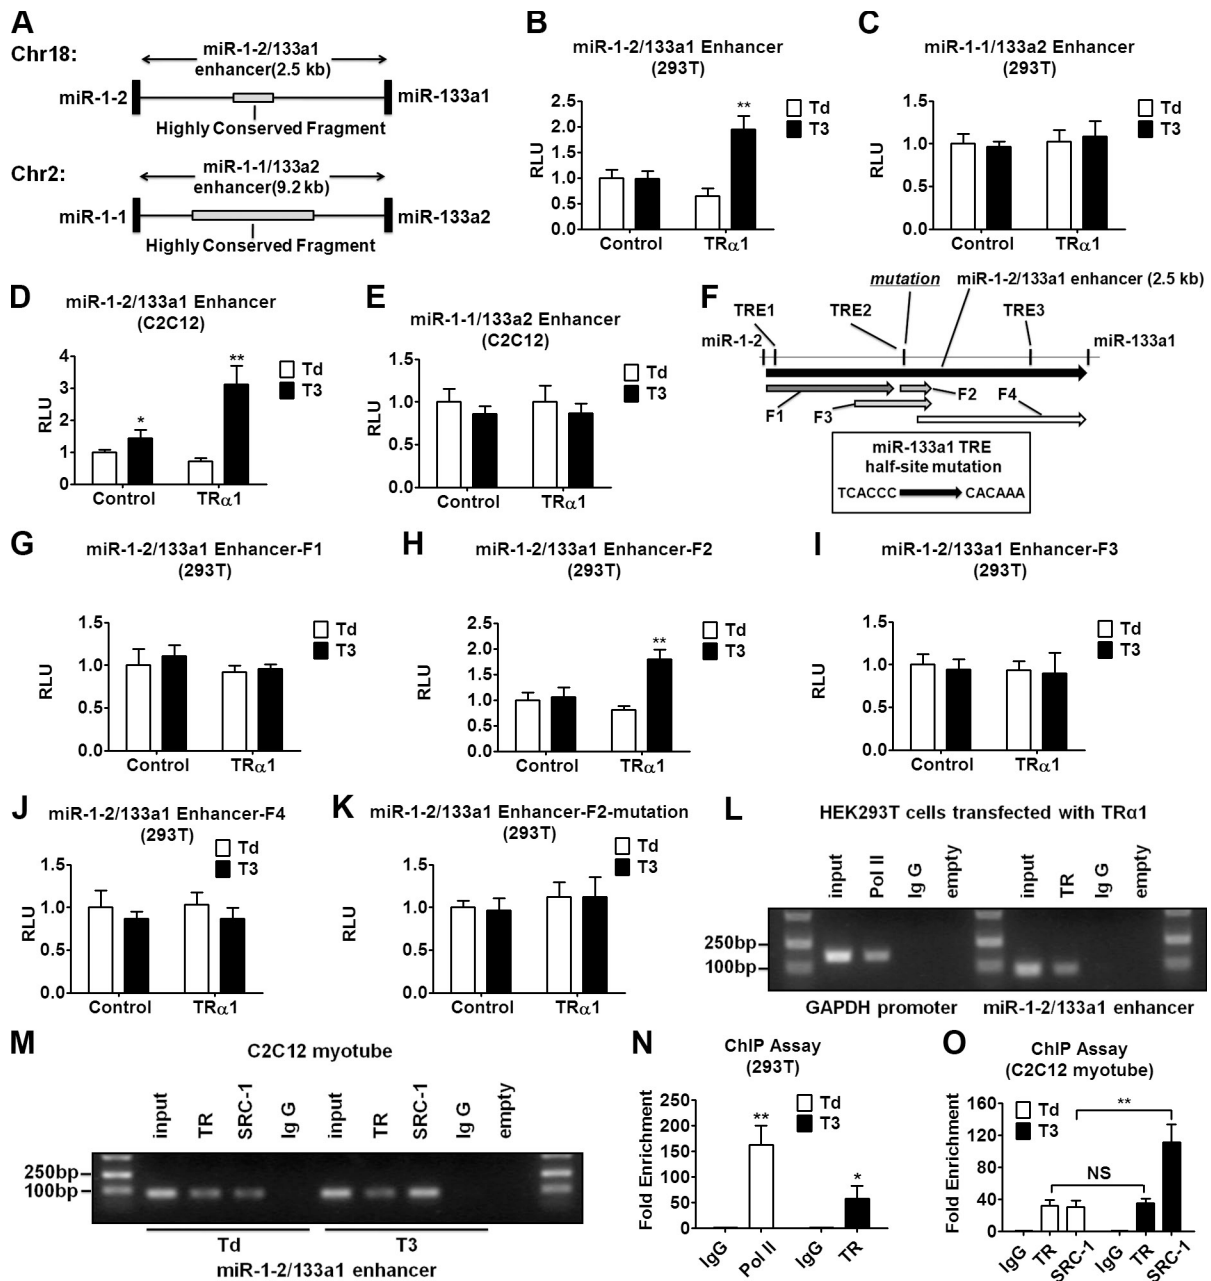 A
Chr18:
miR-1-2/133a1
enhancer(2.5 kb)
miR-1-2
miR-133a1
Highly Conserved Fragment
Chr2:
miR-1-1/133a2
enhancer(9.2 kb)
miR-1-1
miR-133a2
Highly Conserved Fragment
B
miR-1-2/133a1 Enhancer
(293T)
RLU
2.5
2.0
1.5
1.0
0.5
0.0
**
Td
T3
Control
TRα1
C
miR-1-1/133a2 Enhancer
(293T)
RLU
1.5
1.0
0.5
0.0
Td
T3
Control
TRα1
D
miR-1-2/133a1 Enhancer
(C2C12)
RLU
4
3
2
1
0
*
**
Td
T3
Control
TRα1
E
miR-1-1/133a2 Enhancer
(C2C12)
RLU
1.5
1.0
0.5
0.0
Td
T3
Control
TRα1
F
mutation
miR-1-2/133a1 enhancer (2.5 kb)
TRE1
TRE2
TRE3
miR-1-2
miR-133a1
F1
F3
F2
F4
miR-133a1 TRE
half-site mutation
TCACCC
CACAAA
G
miR-1-2/133a1 Enhancer-F1
(293T)
RLU
1.5
1.0
0.5
0.0
Td
T3
Control
TRα1
H
miR-1-2/133a1 Enhancer-F2
(293T)
RLU
2.5
2.0
1.5
1.0
0.5
0.0
**
Td
T3
Control
TRα1
I
miR-1-2/133a1 Enhancer-F3
(293T)
RLU
1.5
1.0
0.5
0.0
Td
T3
Control
TRα1
J
miR-1-2/133a1 Enhancer-F4
(293T)
RLU
1.5
1.0
0.5
0.0
Td
T3
Control
TRα1
K
miR-1-2/133a1 Enhancer-F2-mutation
(293T)
RLU
1.5
1.0
0.5
0.0
Td
T3
Control
TRα1
L
HEK293T cells transfected with TRα1
input
Pol II
Ig G
empty
input
TR
Ig G
empty
250bp
100bp
GAPDH promoter
miR-1-2/133a1 enhancer
M
C2C12 myotube
input
TR
SRC-1
Ig G
input
TR
SRC-1
Ig G
empty
250bp
100bp
Td
T3
miR-1-2/133a1 enhancer
N
ChIP Assay
(293T)
Fold Enrichment
250
200
150
100
50
0
**
*
Td
T3
IgG
Pol II
IgG
TR
O
ChIP Assay
(C2C12 myotube)
Fold Enrichment
160
120
80
40
0
Td
T3
**
NS
IgG
TR
SRC-1
IgG
TR
SRC-1